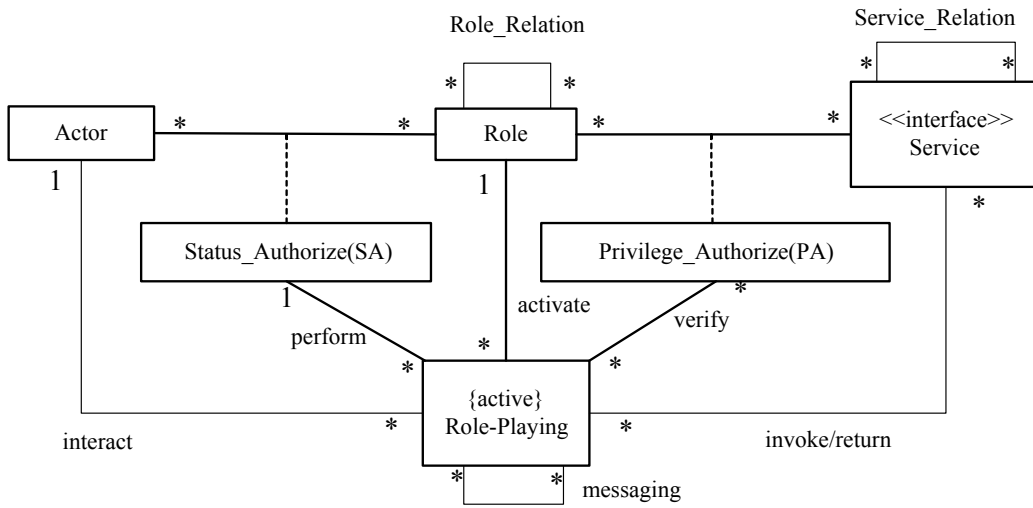 Service_Relation
Role_Relation
* *
* *
Actor
* *
Role
* *
<<interface>>
Service
1
1
*
Status_Authorize(SA)
Privilege_Authorize(PA)
1
*
activate
perform
verify
*
*
*
{active}
Role-Playing
*
*
interact
invoke/return
* *
messaging